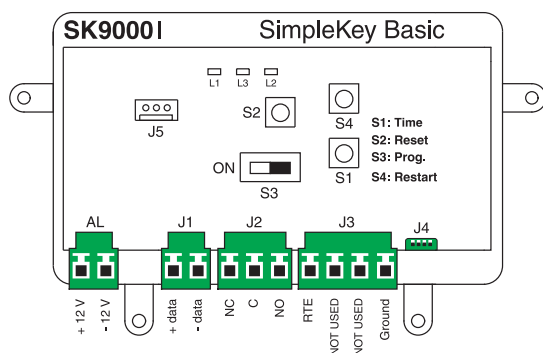 SK9000I SimpleKey Basic
L1 L3 L2
J5
S2
S4
S1: Time
S2: Reset
S3: Prog.
S4: Restart
ON
S3
S1
AL
J1
J2
J3
J4
+ 12 V
- 12 V
+ data
- data
NC
C
NO
RTE
NOT USED
NOT USED
Ground